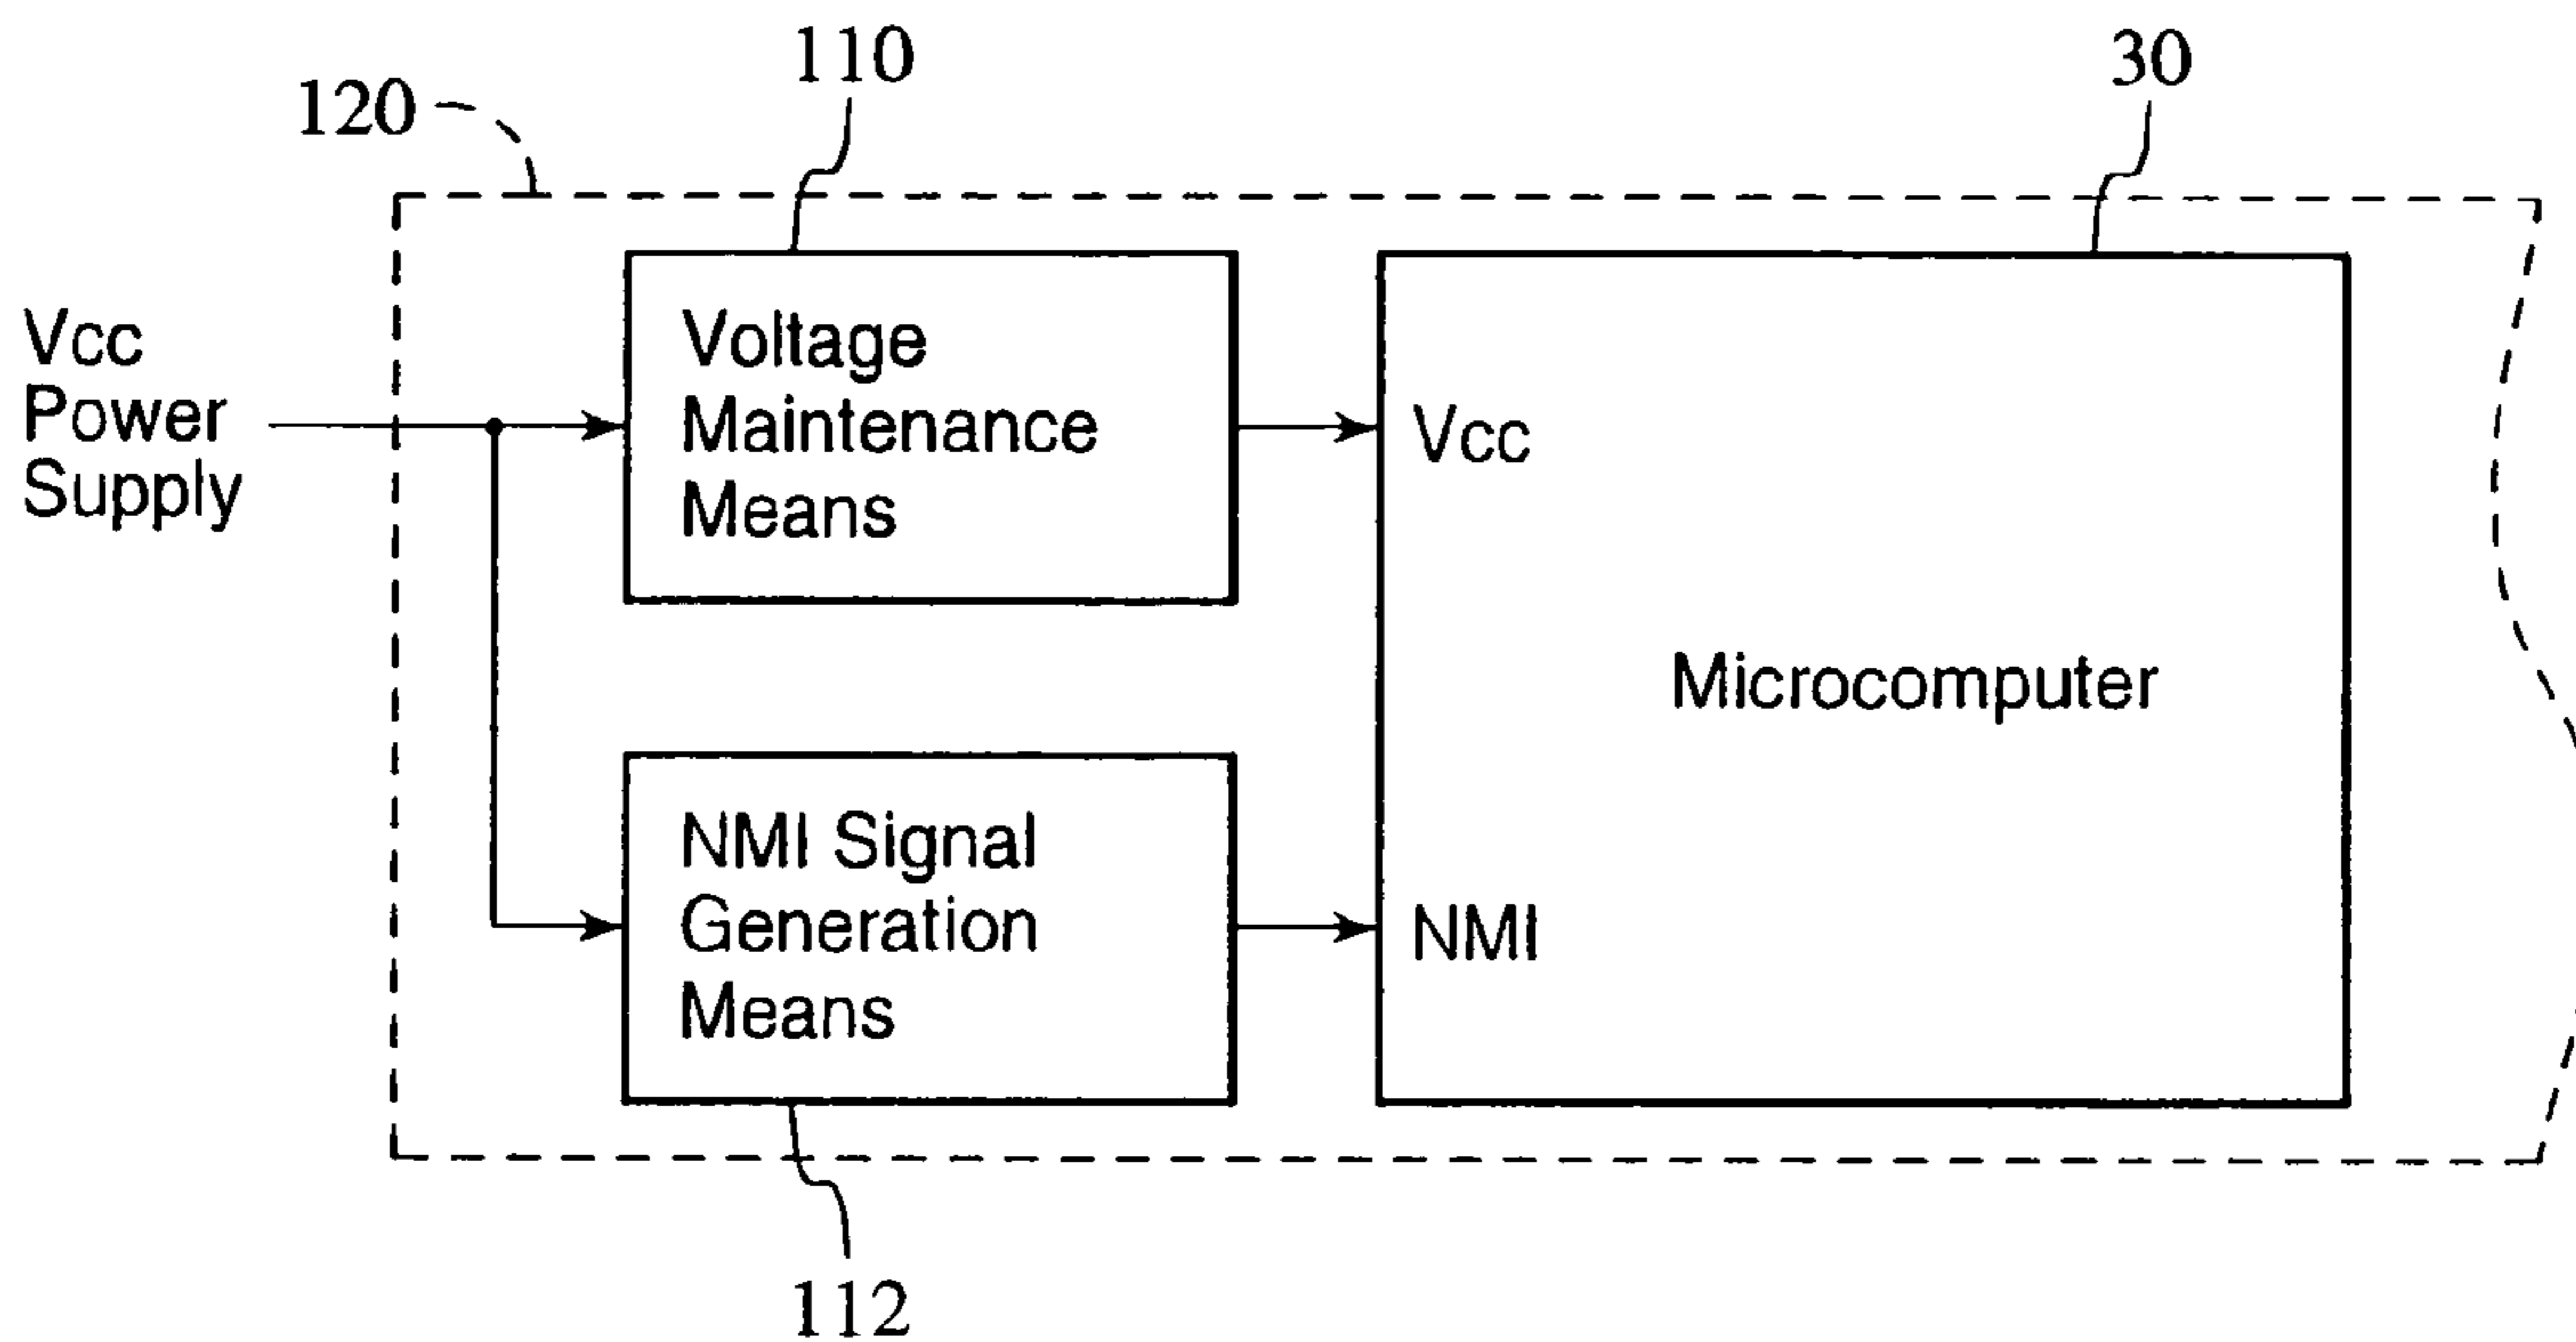 110
30
120
Vcc
Power
Supply
Voltage
Maintenance
Means
Vcc
Microcomputer
NMI Signal
Generation
Means
NMI
112